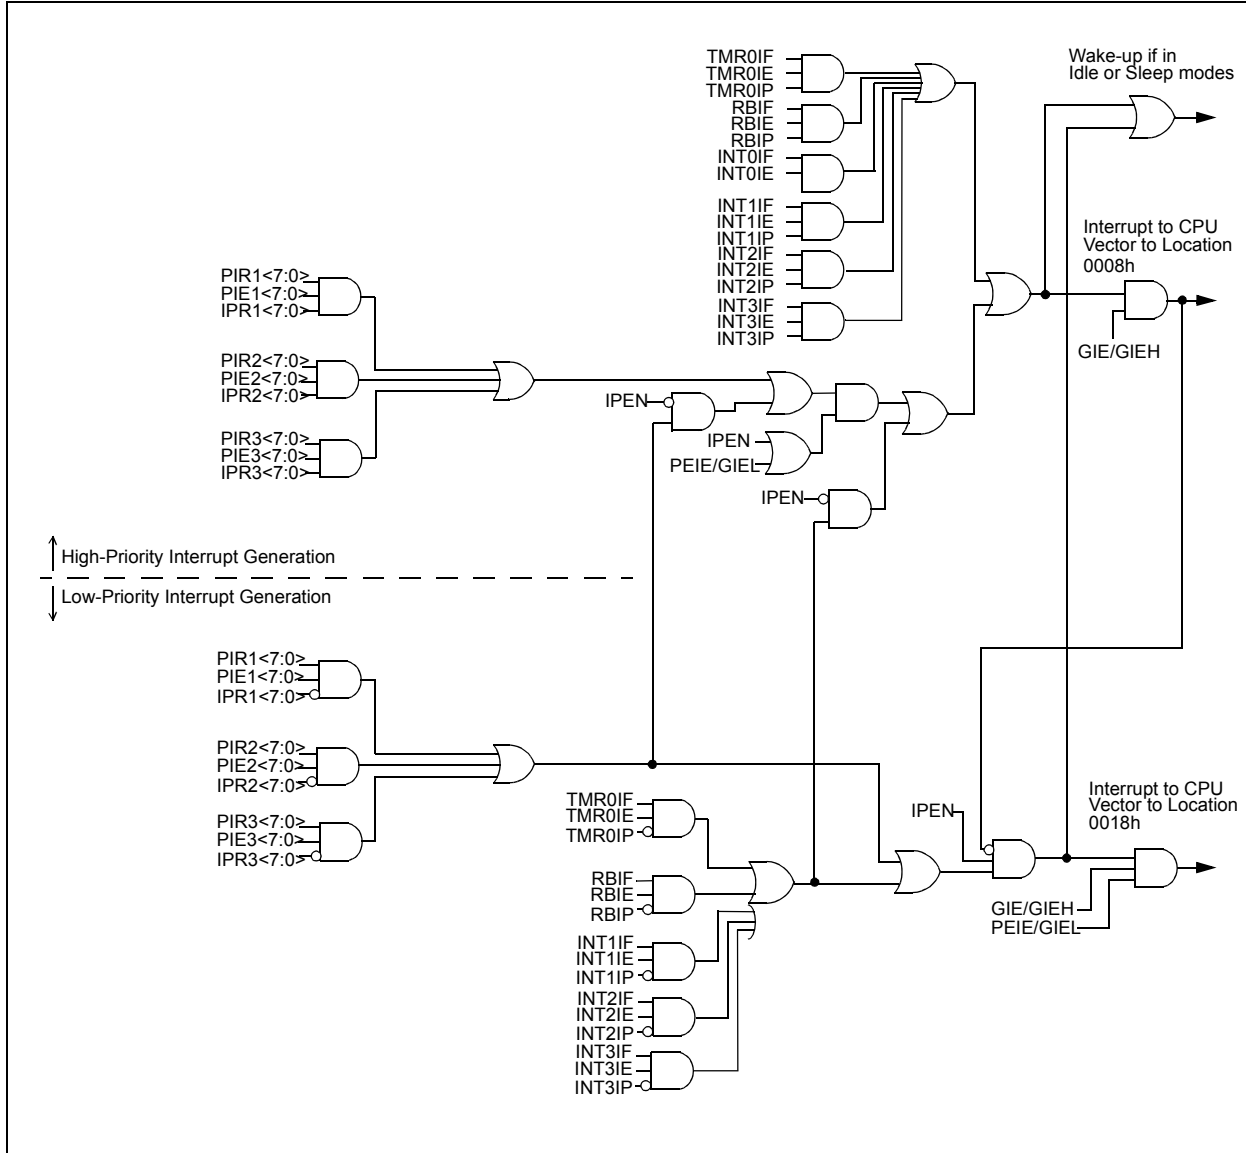 TMR0IF
TMR0IE
TMR0IP
RBIF
RBIE
RBIP
INT0IF
INT0IE
INT1IF
INT1IE
INT1IP
INT2IF
INT2IE
INT2IP
INT3IF
INT3IE
INT3IP
Wake-up if in
Idle or Sleep modes
Interrupt to CPU
Vector to Location
0008h
GIE/GIEH
PIR1<7:0>
PIE1<7:0>
IPR1<7:0>
PIR2<7:0>
PIE2<7:0>
IPR2<7:0>
PIR3<7:0>
PIE3<7:0>
IPR3<7:0>
IPEN
IPEN
PEIE/GIEL
IPEN
High-Priority Interrupt Generation
Low-Priority Interrupt Generation
PIR1<7:0>
PIE1<7:0>
IPR1<7:0>
PIR2<7:0>
PIE2<7:0>
IPR2<7:0>
PIR3<7:0>
PIE3<7:0>
IPR3<7:0>
TMR0IF
TMR0IE
TMR0IP
RBIF
RBIE
RBIP
INT1IF
INT1IE
INT1IP
INT2IF
INT2IE
INT2IP
INT3IF
INT3IE
INT3IP
IPEN
Interrupt to CPU
Vector to Location
0018h
GIE/GIEH
PEIE/GIEL